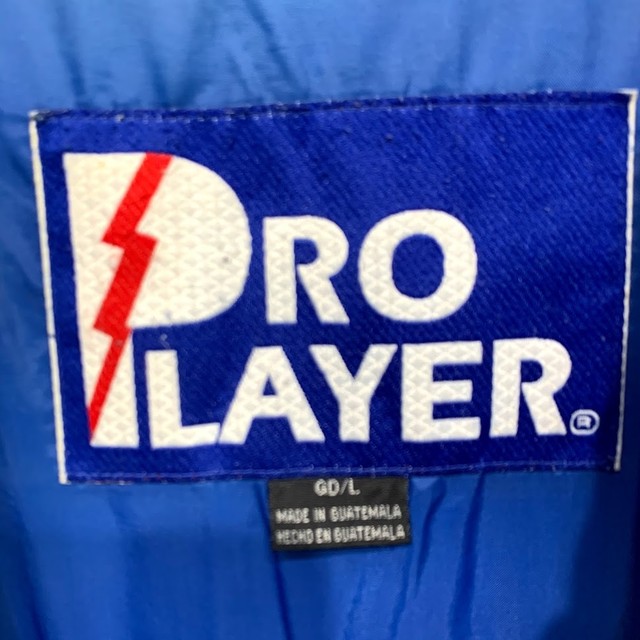 PRO
PLAYER®
GD/L
MADE IN GUATEMALA
HECHO EN GUATEMALA